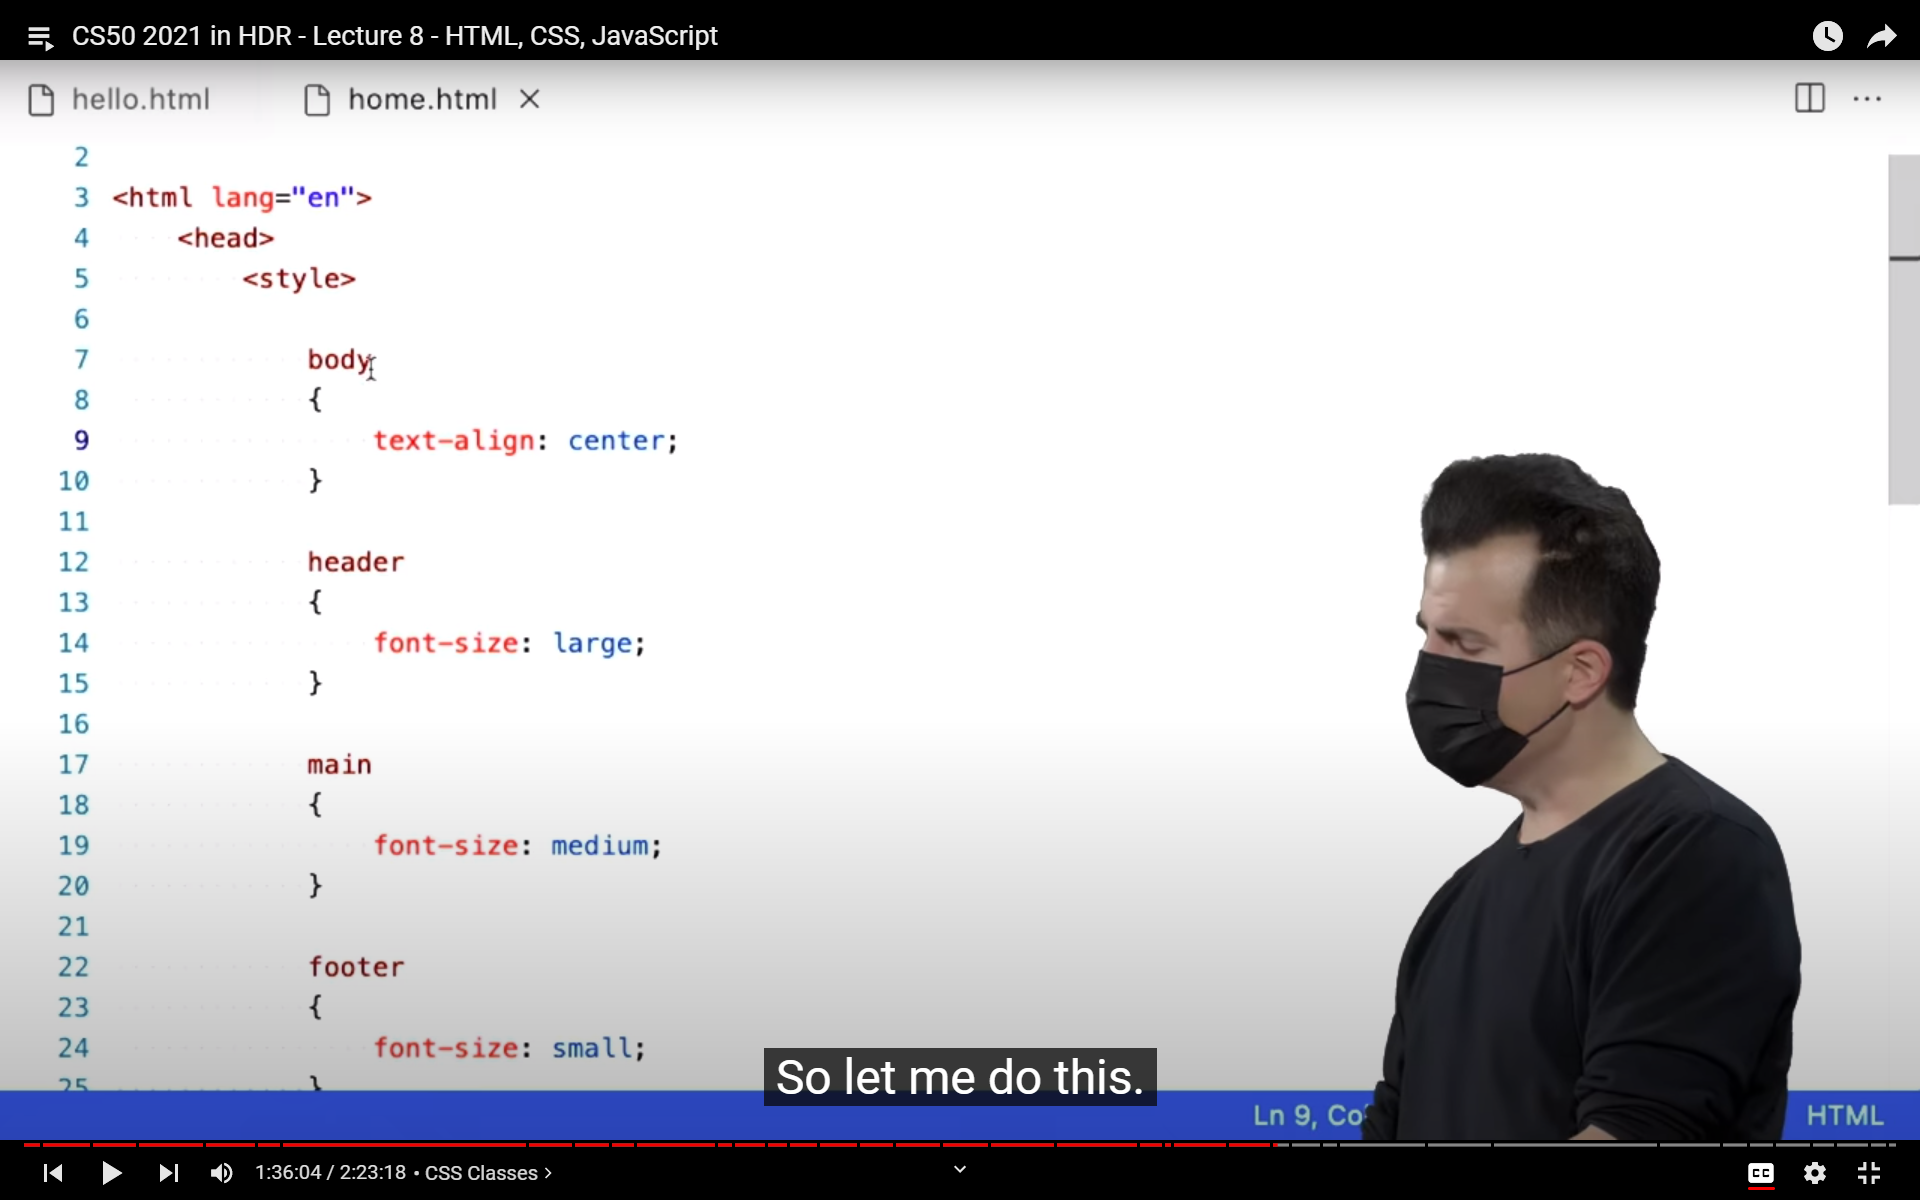 CS50 2021 in HDR - Lecture 8 - HTML, CSS, JavaScript
hello.html home.html
2
3 <html lang="en">
4 <head>
5 <style>
6
7 body
8 {
9 text-align: center;
10 }
11
12 header
13 {
14 font-size: large;
15 }
16
17 main
18 {
19 font-size: medium;
20 }
21
22 footer
23 {
24 font-size: small;
25 }
So let me do this.
Ln 9, Co HTML
1:36:04 / 2:23:18 • CSS Classes >
CC